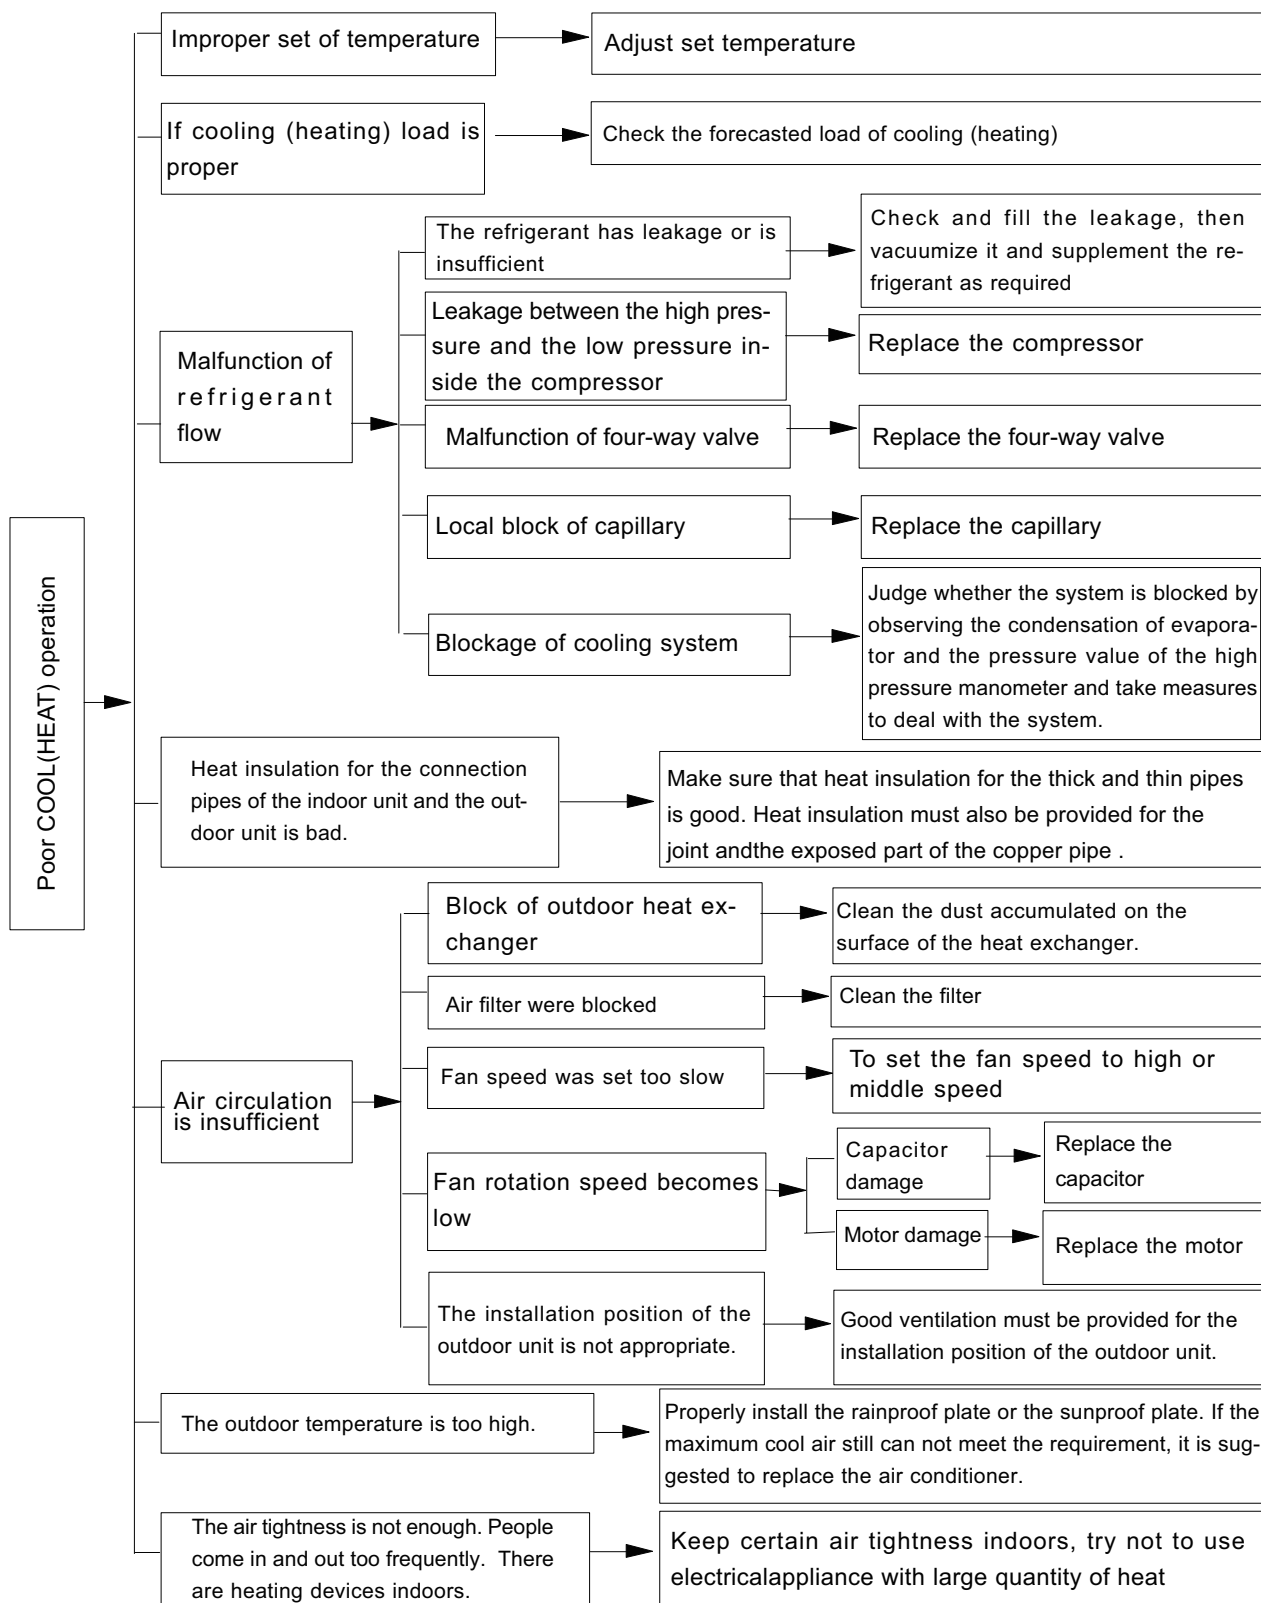 Poor COOL(HEAT) operation
Improper set of temperature
Adjust set temperature
If cooling (heating) load is
proper
Check the forecasted load of cooling (heating)
Malfunction of
refrigerant
flow
The refrigerant has leakage or is
insufficient
Check and fill the leakage, then
vacuumize it and supplement the re-
frigerant as required
Leakage between the high pres-
sure and the low pressure in-
side the compressor
Replace the compressor
Malfunction of four-way valve
Replace the four-way valve
Local block of capillary
Replace the capillary
Blockage of cooling system
Judge whether the system is blocked by
observing the condensation of evapora-
tor and the pressure value of the high
pressure manometer and take measures
to deal with the system.
Heat insulation for the connection
pipes of the indoor unit and the out-
door unit is bad.
Make sure that heat insulation for the thick and thin pipes
is good. Heat insulation must also be provided for the
joint andthe exposed part of the copper pipe .
Air circulation
is insufficient
Block of outdoor heat ex-
changer
Clean the dust accumulated on the
surface of the heat exchanger.
Air filter were blocked
Clean the filter
Fan speed was set too slow
To set the fan speed to high or
middle speed
Fan rotation speed becomes
low
Capacitor
damage
Replace the
capacitor
Motor damage
Replace the motor
The installation position of the
outdoor unit is not appropriate.
Good ventilation must be provided for the
installation position of the outdoor unit.
The outdoor temperature is too high.
Properly install the rainproof plate or the sunproof plate. If the
maximum cool air still can not meet the requirement, it is sug-
gested to replace the air conditioner.
The air tightness is not enough. People
come in and out too frequently. There
are heating devices indoors.
Keep certain air tightness indoors, try not to use
electricalappliance with large quantity of heat